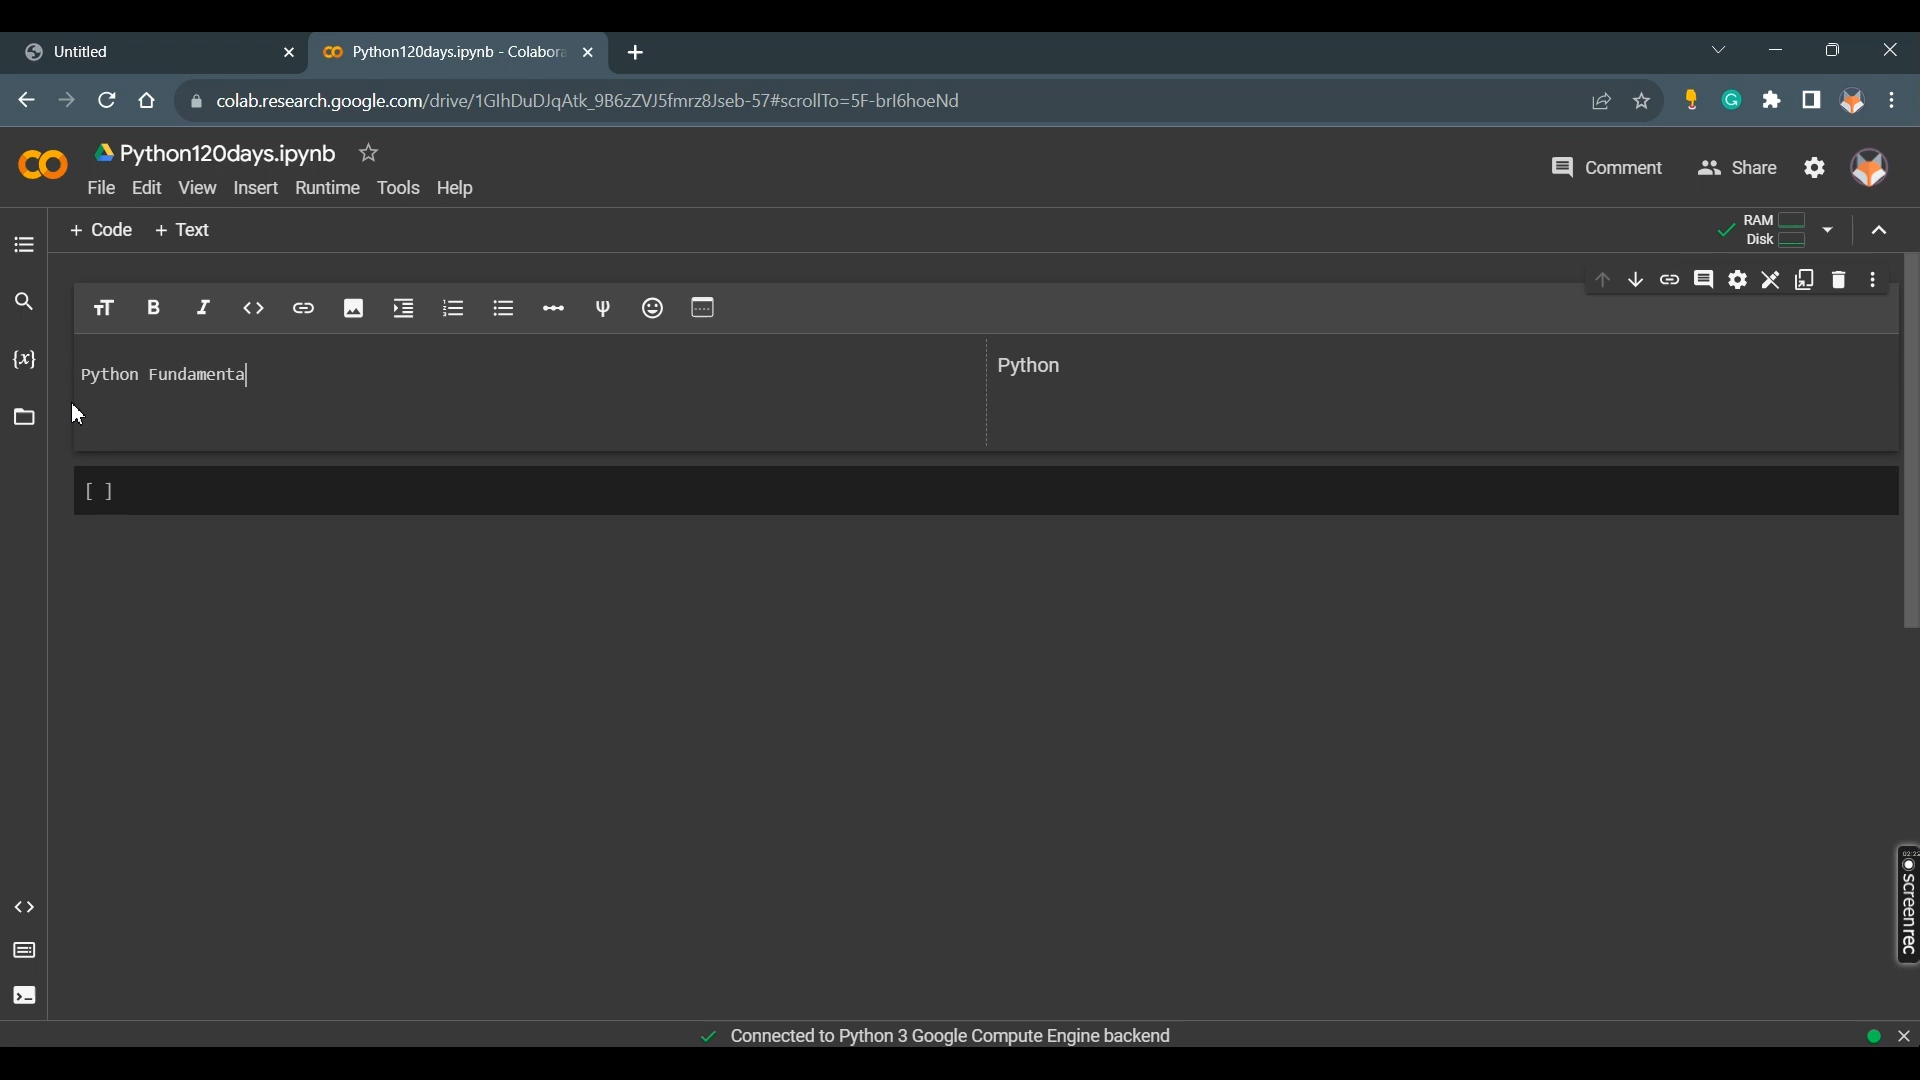 Untitled
Python120days.ipynb - Colabora
colab.research.google.com/drive/1GlhDuDJqAtk_9B6zZVJ5fmrz8Jseb-57#scrollTo=5F-brl6hoeNd
Python120days.ipynb
Comment
Share
File Edit View Insert Runtime Tools Help
+ Code + Text
RAM
Disk
Python Fundamenta
Python
[ ]
screenrec
Connected to Python 3 Google Compute Engine backend